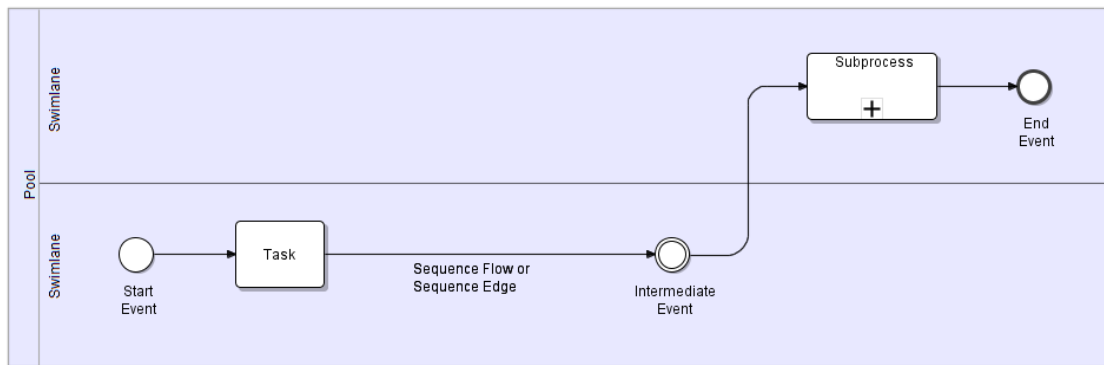 Pool
Swimlane
Subprocess
End
Event
Swimlane
Start
Event
Task
Sequence Flow or
Sequence Edge
Intermediate
Event